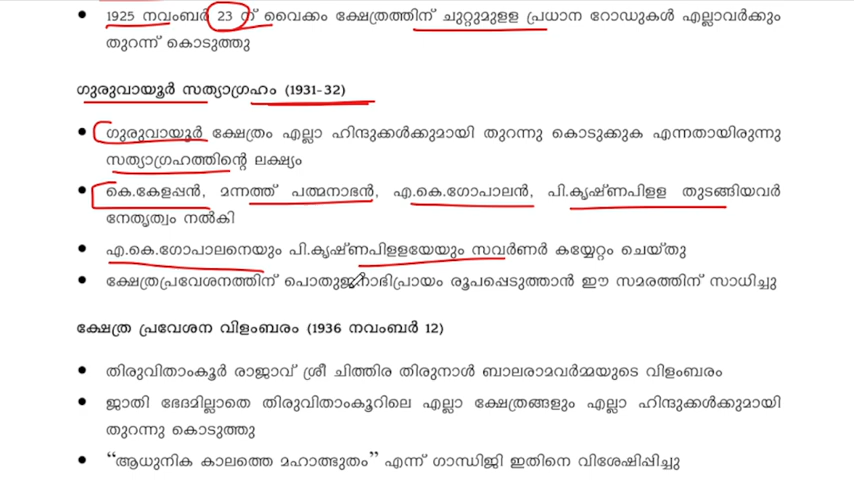 1925 നവംബർ 23 ന് വൈക്കം ക്ഷേത്രത്തിന് ചുറ്റുമുളള പ്രധാന റോഡുകൾ എല്ലാവർക്കും
തുറന്ന് കൊടുത്തു
ഗുരുവായൂർ സത്യാഗ്രഹം (1931-32)
ഗുരുവായൂർ ക്ഷേത്രം എല്ലാ ഹിന്ദുക്കൾക്കുമായി തുറന്നു കൊടുക്കുക എന്നതായിരുന്നു
സത്യാഗ്രഹത്തിന്റെ ലക്ഷ്യം
കെ.കേളപ്പൻ, മന്നത്ത് പത്മനാഭൻ, എ.കെ.ഗോപാലൻ, പി.കൃഷ്ണപിളള തുടങ്ങിയവർ
നേതൃത്വം നൽകി
എ.കെ.ഗോപാലനെയും പി.കൃഷ്ണപിളളയേയും സവർണർ കയ്യേറ്റം ചെയ്തു
ക്ഷേത്രപ്രവേശനത്തിന് പൊതുജനാഭിപ്രായം രൂപപ്പെടുത്താൻ ഈ സമരത്തിന് സാധിച്ചു
ക്ഷേത്ര പ്രവേശന വിളംബരം (1936 നവംബർ 12)
തിരുവിതാംകൂർ രാജാവ് ശ്രീ ചിത്തിര തിരുനാൾ ബാലരാമവർമ്മയുടെ വിളംബരം
ജാതി ഭേദമില്ലാതെ തിരുവിതാംകൂറിലെ എല്ലാ ക്ഷേത്രങ്ങളും എല്ലാ ഹിന്ദുക്കൾക്കുമായി
തുറന്നു കൊടുത്തു
“ആധുനിക കാലത്തെ മഹാത്ഭുതം” എന്ന് ഗാന്ധിജി ഇതിനെ വിശേഷിപ്പിച്ചു